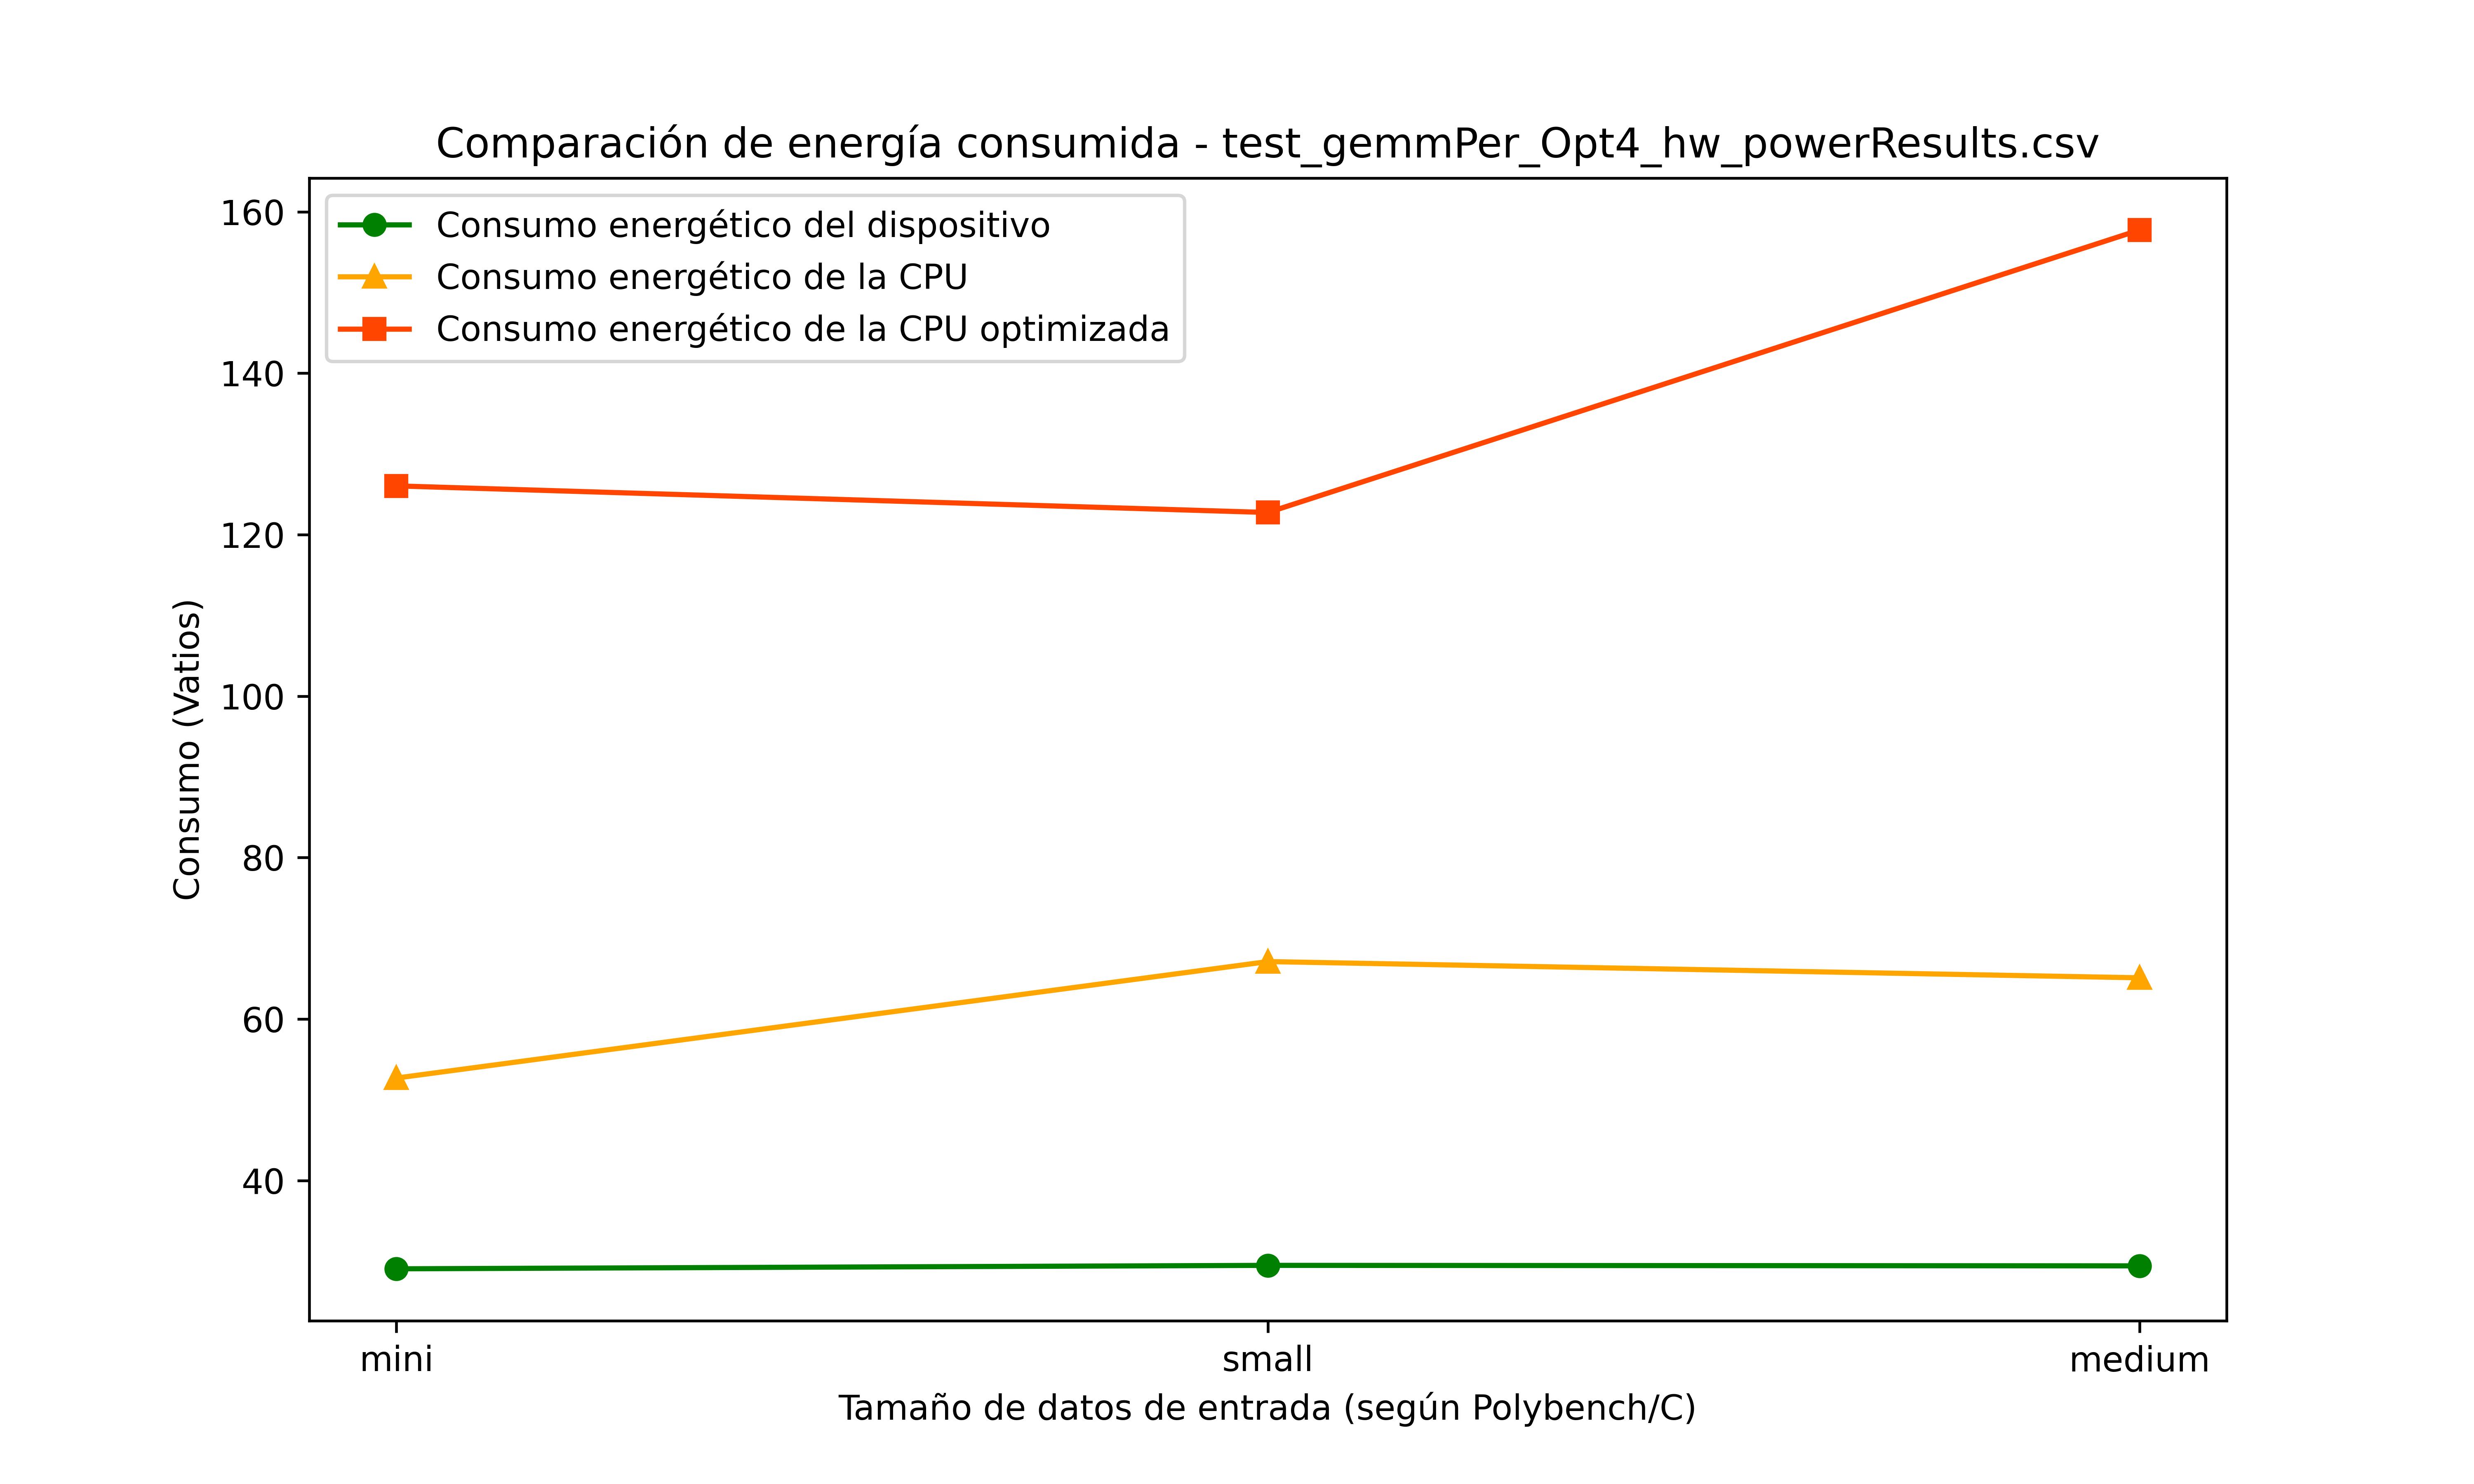 Comparación de energía consumida - test_gemmPer_Opt4_hw_powerResults.csv
Consumo energético del dispositivo
Consumo energético de la CPU
Consumo energético de la CPU optimizada
160
140
120
100
80
60
40
Consumo (Vatios)
mini small medium
Tamaño de datos de entrada (según Polybench/C)